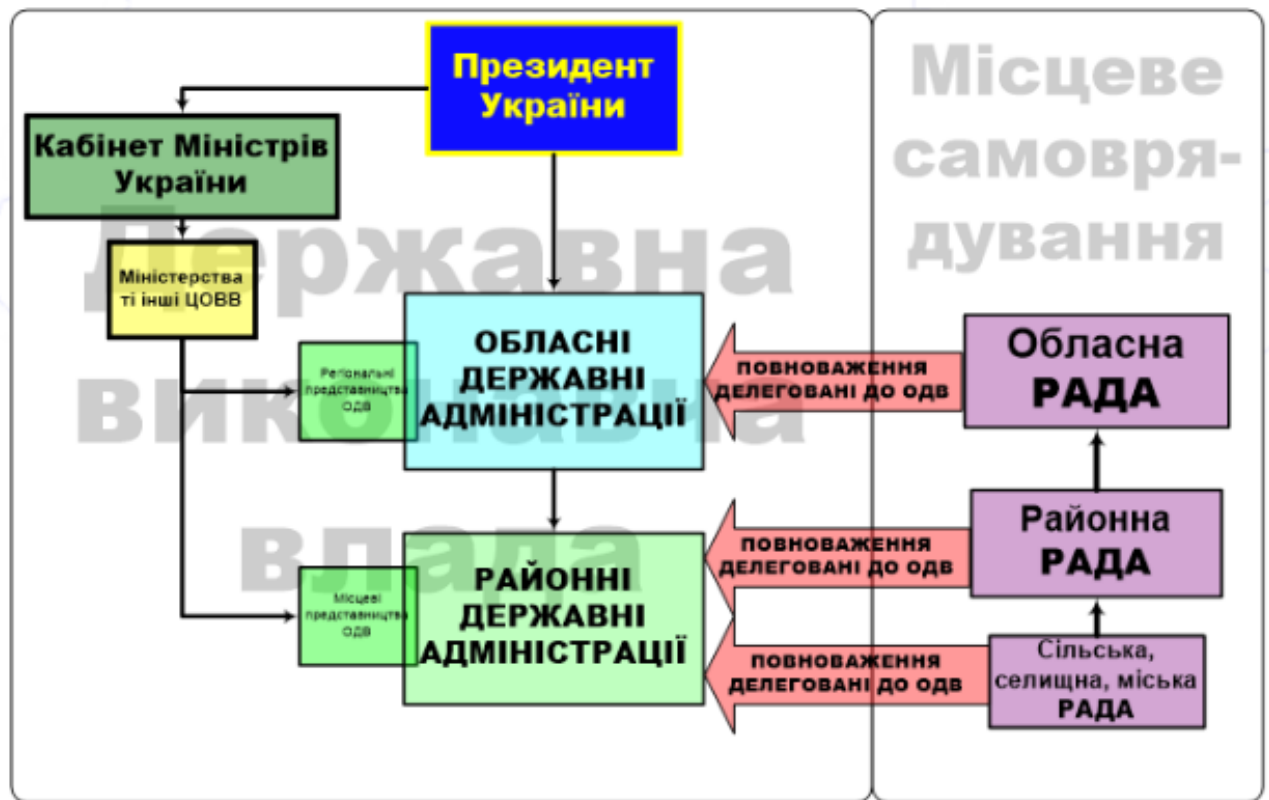 Президент
України
Кабінет Міністрів
України
Міністерства
ті інші ЦОВВ
Державна
виконавча
влада
Регіональні
представництва
ОДВ
ОБЛАСНІ
ДЕРЖАВНІ
АДМІНІСТРАЦІЇ
Місцеві
представництва
ОДВ
РАЙОННІ
ДЕРЖАВНІ
АДМІНІСТРАЦІЇ
ПОВНОВАЖЕННЯ
ДЕЛЕГОВАНІ ДО ОДВ
ПОВНОВАЖЕННЯ
ДЕЛЕГОВАНІ ДО ОДВ
ПОВНОВАЖЕННЯ
ДЕЛЕГОВАНІ ДО ОДВ
Місцеве
самовря-
дування
Обласна
РАДА
Районна
РАДА
Сільська,
селищна, міська
РАДА